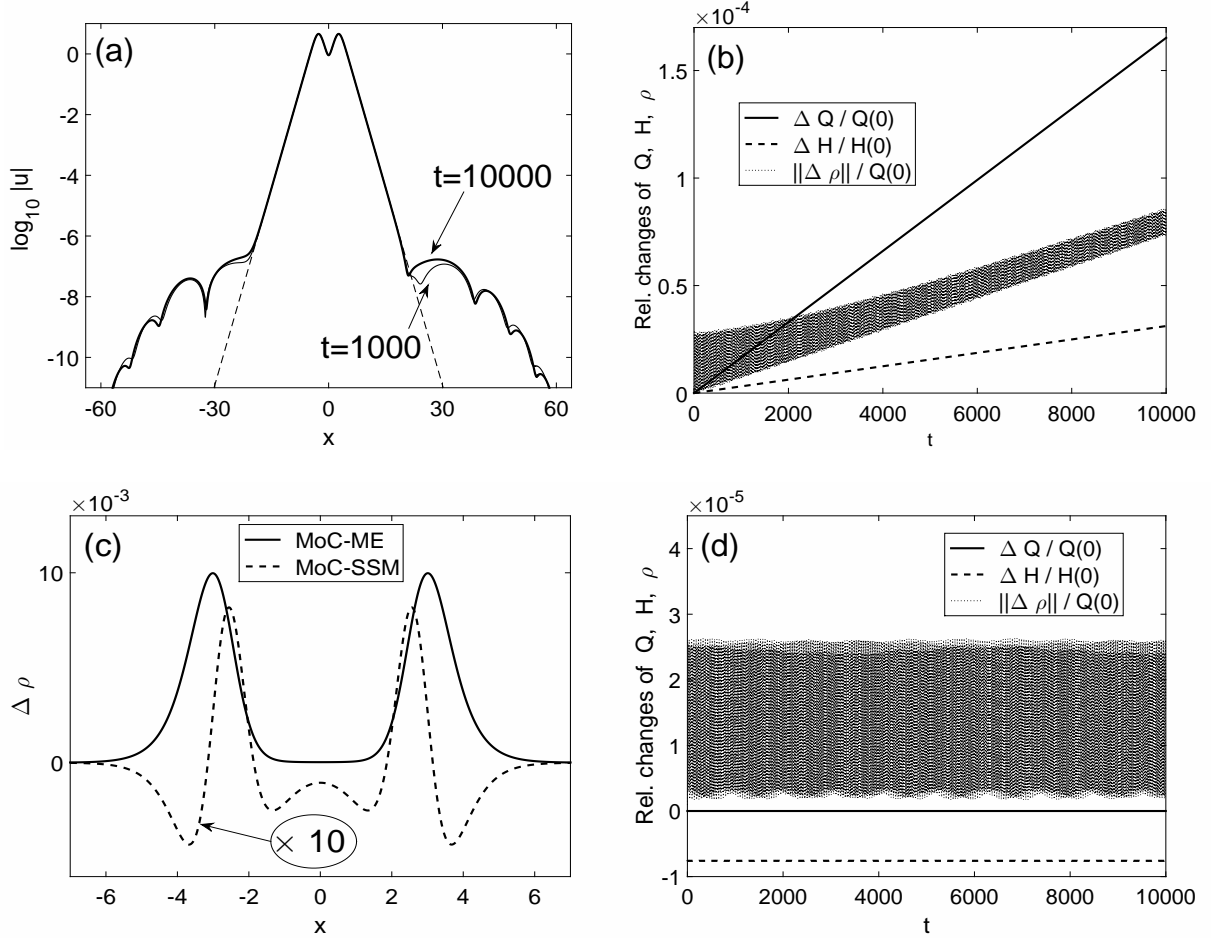 (a)
0
-2
-4
-6
-8
-10
log10 |u|
t=10000
t=1000
-60 -30 0 30 60
x
×10^-4
(b)
1.5
1
0.5
0
Rel. changes of Q, H, ρ
Δ Q / Q(0)
Δ H / H(0)
||Δ ρ|| / Q(0)
0 2000 4000 6000 8000 10000
t
×10^-3
(c)
10
0
Δ ρ
MoC-ME
MoC-SSM
× 10
-6 -4 -2 0 2 4 6
x
×10^-5
(d)
4
3
2
1
0
-1
Rel. changes of Q, H, ρ
Δ Q / Q(0)
Δ H / H(0)
||Δ ρ|| / Q(0)
0 2000 4000 6000 8000 10000
t